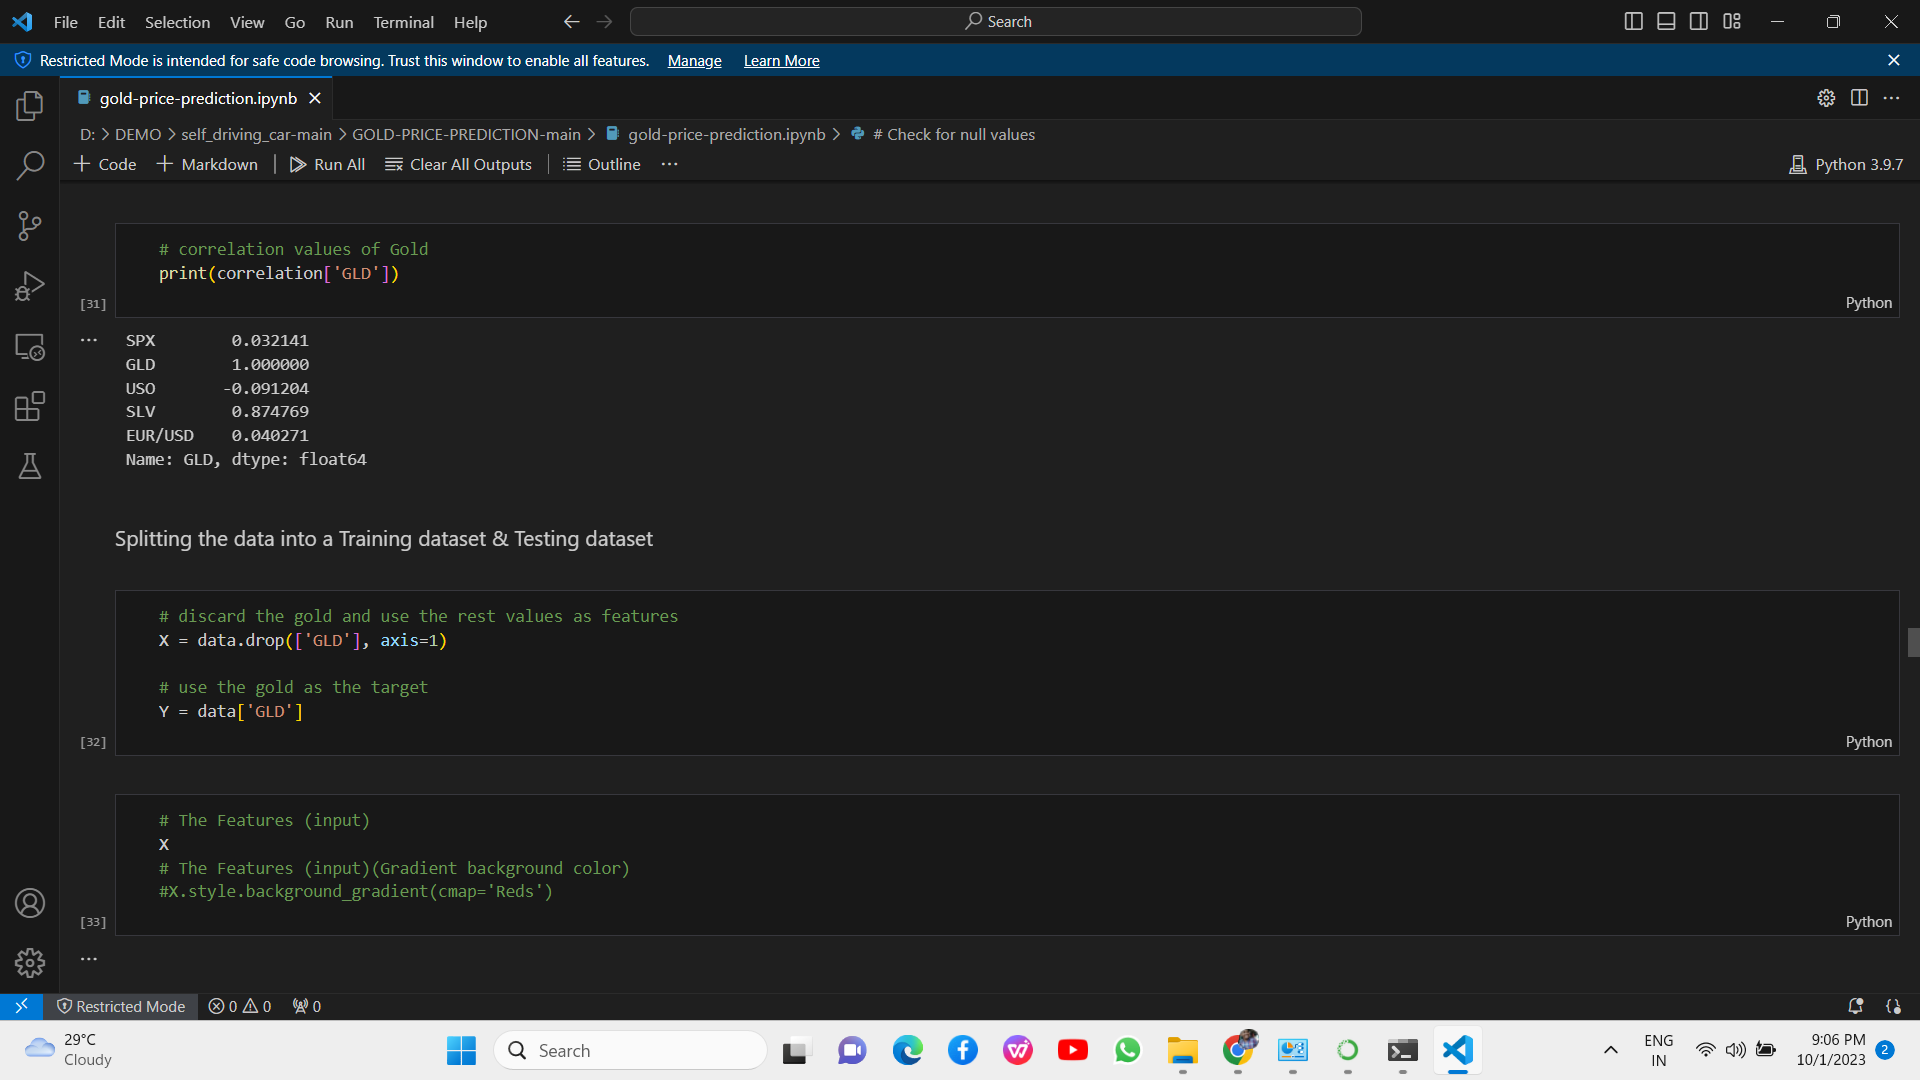 File Edit Selection View Go Run Terminal Help Search
Restricted Mode is intended for safe code browsing. Trust this window to enable all features. Manage Learn More
gold-price-prediction.ipynb
D: > DEMO > self_driving_car-main > GOLD-PRICE-PREDICTION-main > gold-price-prediction.ipynb > # Check for null values
+ Code + Markdown Run All Clear All Outputs Outline ... Python 3.9.7
# correlation values of Gold
print(correlation['GLD'])
[31] Python
... SPX 0.032141
GLD 1.000000
USO -0.091204
SLV 0.874769
EUR/USD 0.040271
Name: GLD, dtype: float64
Splitting the data into a Training dataset & Testing dataset
# discard the gold and use the rest values as features
X = data.drop(['GLD'], axis=1)
# use the gold as the target
Y = data['GLD']
[32] Python
# The Features (input)
X
# The Features (input)(Gradient background color)
#X.style.background_gradient(cmap='Reds')
[33] Python
...
Restricted Mode 0 0 0
29°C
Cloudy
Search
ENG
IN
9:06 PM
10/1/2023
2